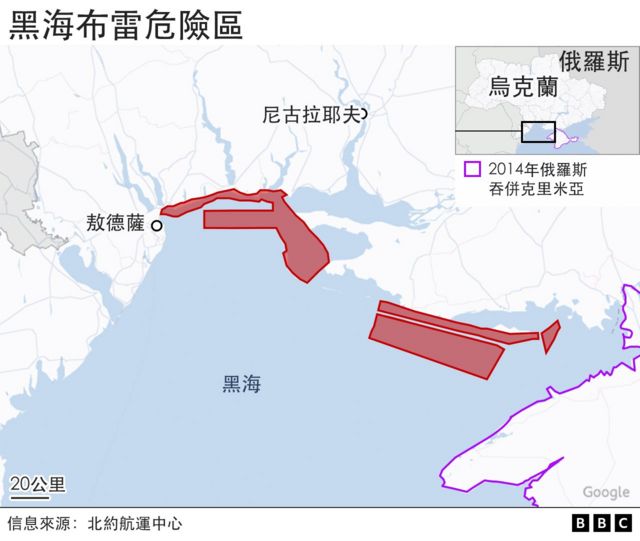 黑海布雷危險區
俄羅斯
烏克蘭
尼古拉耶夫
2014年俄羅斯
吞併克里米亞
敖德薩
黑海
20公里
Google
信息來源：北約航運中心
BBC